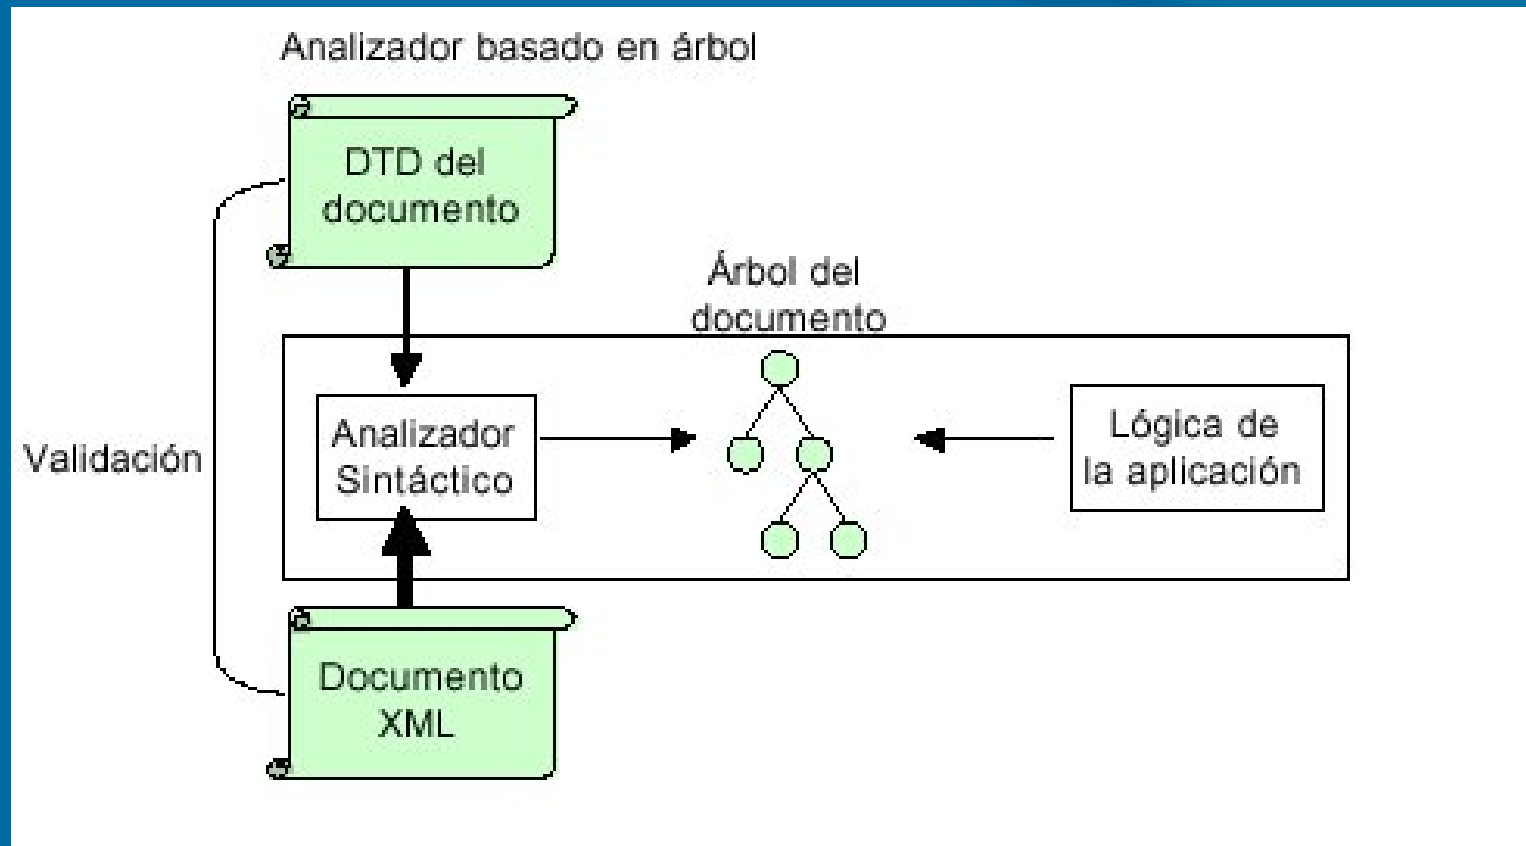 Analizador basado en árbol
DTD del
documento
Árbol del
documento
Analizador
Sintáctico
Lógica de
la aplicación
Validación
Documento
XML